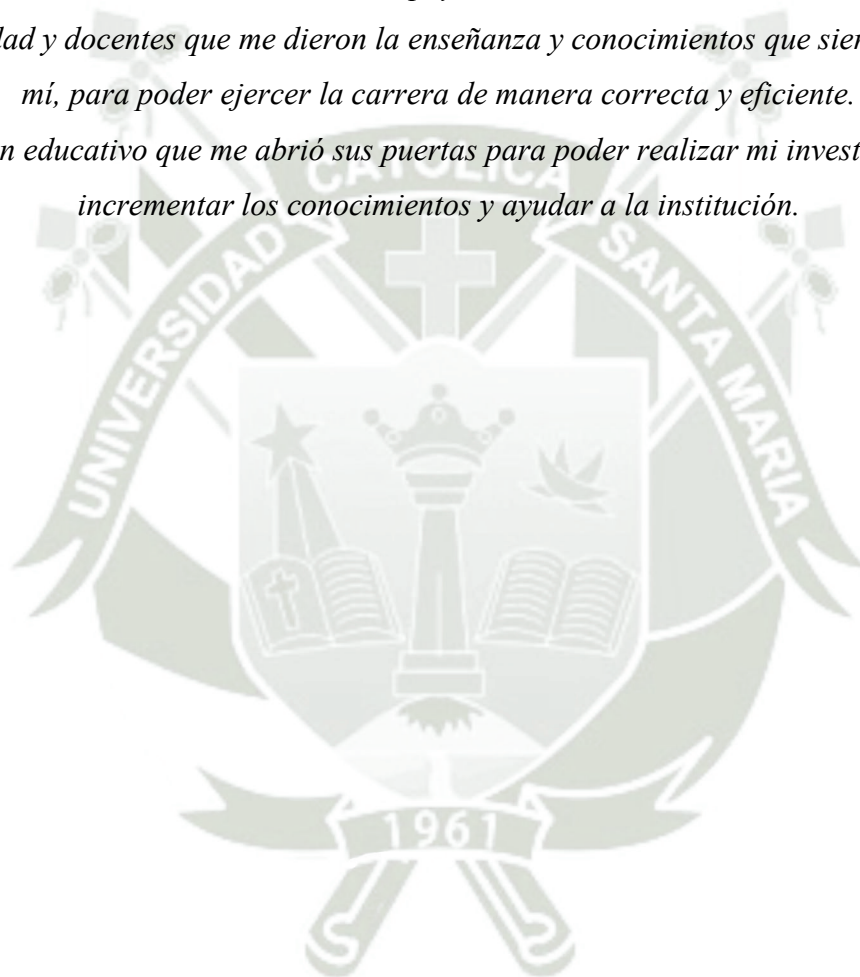 dad y docentes que me dieron la enseñanza y conocimientos que sien
mí, para poder ejercer la carrera de manera correcta y eficiente.
n educativo que me abrió sus puertas para poder realizar mi invest
incrementar los conocimientos y ayudar a la institución.
UNIVERSIDAD CATOLICA SANTA MARIA
1961